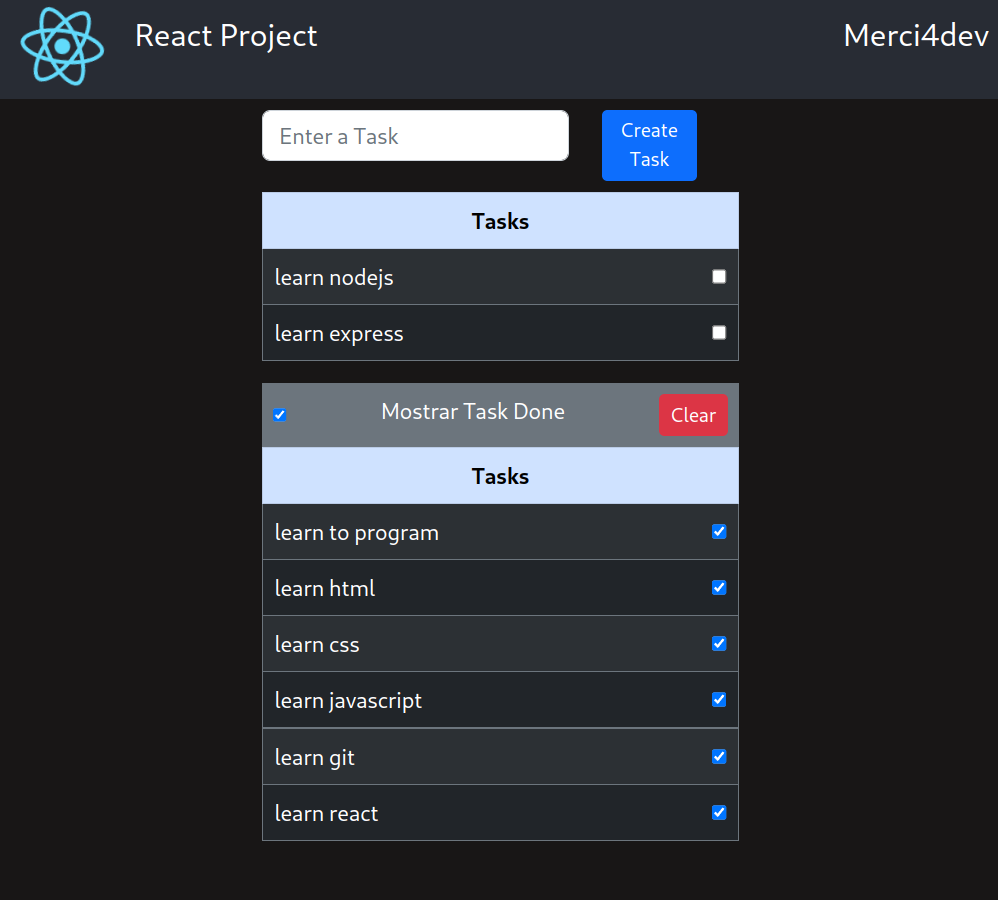 React Project
Merci4dev
Enter a Task
Create
Task
Tasks
learn nodejs
learn express
Mostrar Task Done
Clear
Tasks
learn to program
learn html
learn css
learn javascript
learn git
learn react